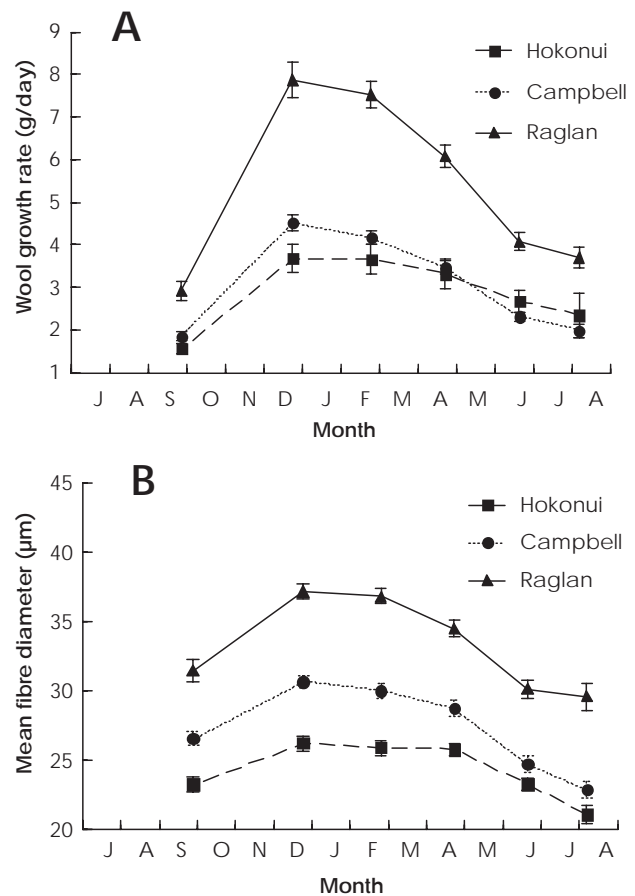 A
9
8
7
6
5
4
3
2
1
Wool growth rate (g/day)
Hokonui
Campbell
Raglan
J A S O N D J F M A M J J A
Month
B
45
40
35
30
25
20
Mean fibre diameter (µm)
Hokonui
Campbell
Raglan
J A S O N D J F M A M J J A
Month